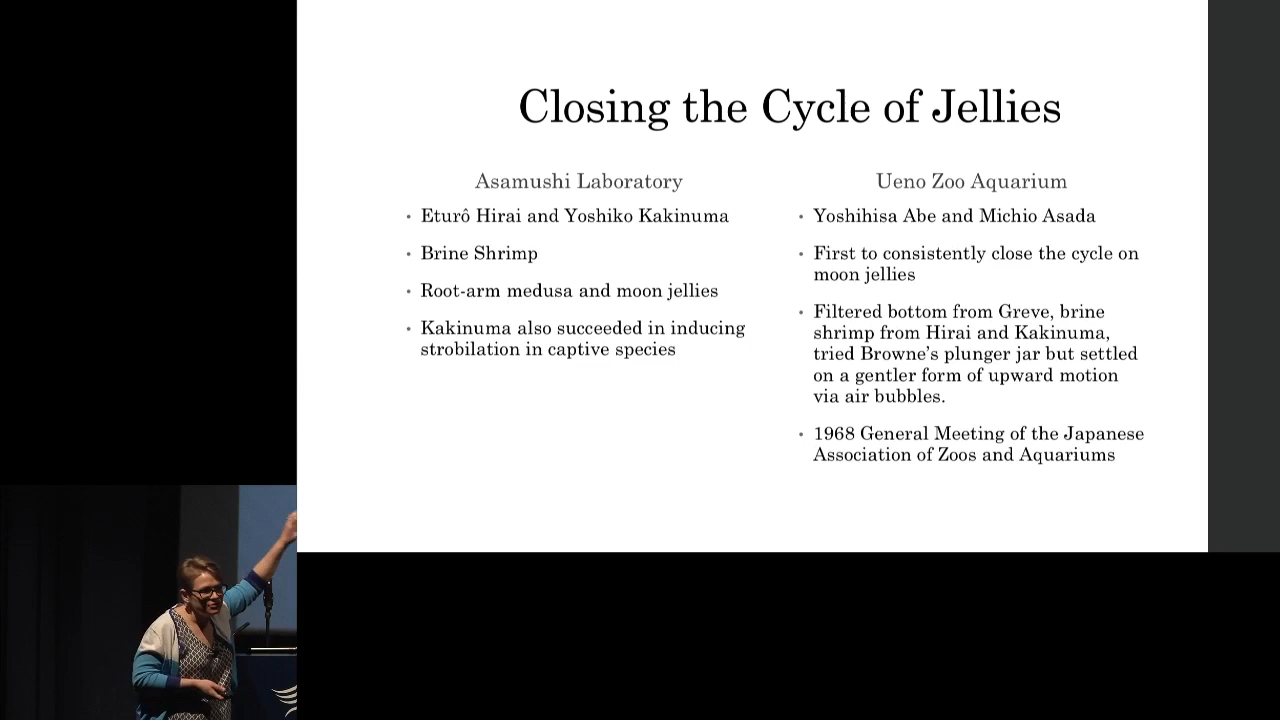 Closing the Cycle of Jellies
Asamushi Laboratory
• Eturô Hirai and Yoshiko Kakinuma
• Brine Shrimp
• Root-arm medusa and moon jellies
• Kakinuma also succeeded in inducing
strobilation in captive species
Ueno Zoo Aquarium
• Yoshihisa Abe and Michio Asada
• First to consistently close the cycle on
moon jellies
• Filtered bottom from Greve, brine
shrimp from Hirai and Kakinuma,
tried Browne’s plunger jar but settled
on a gentler form of upward motion
via air bubbles.
• 1968 General Meeting of the Japanese
Association of Zoos and Aquariums